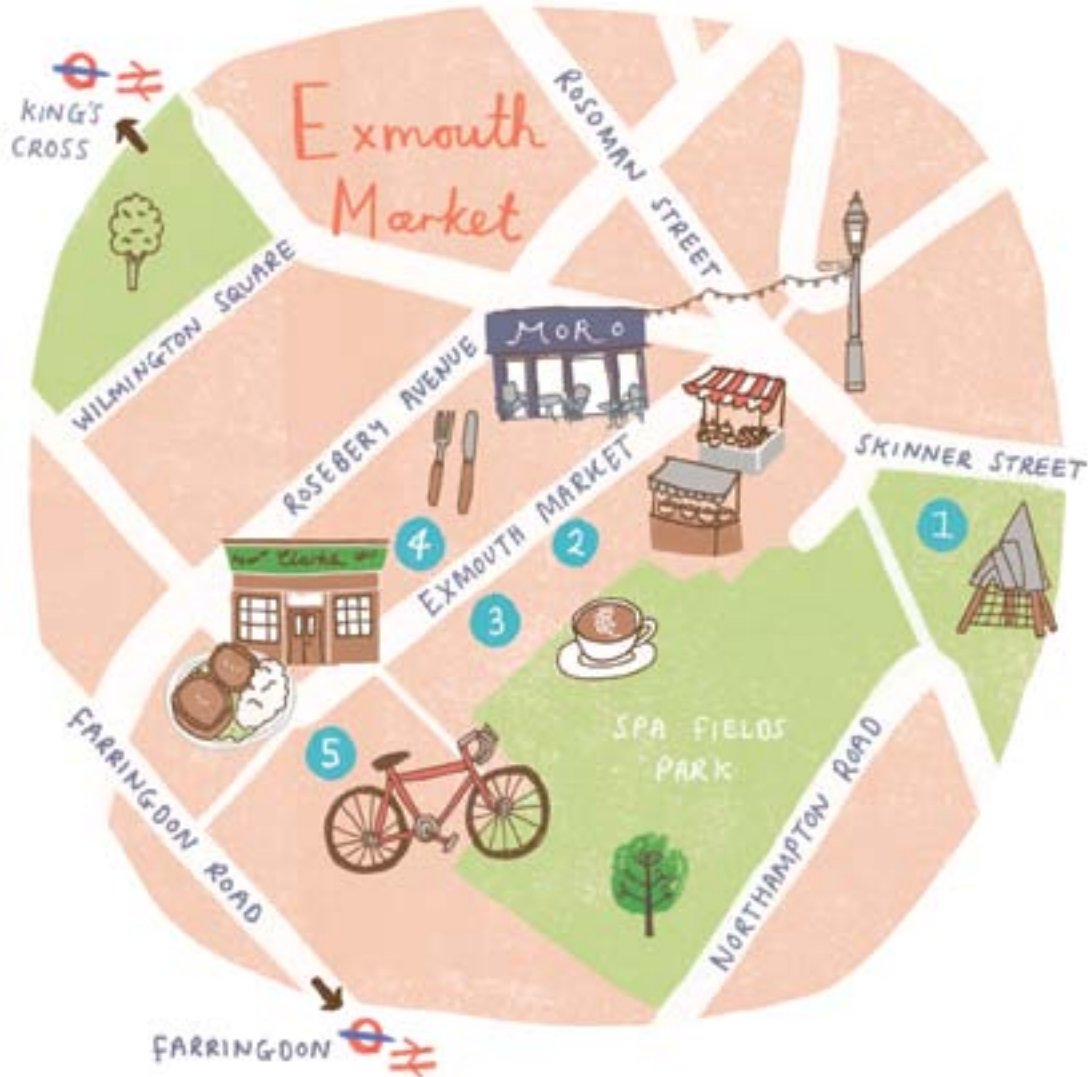 KING'S
CROSS
Exmouth
Market
ROSOMAN STREET
WILMINGTON SQUARE
ROSEBERY AVENUE
MORO
SKINNER STREET
1
EXMOUTH MARKET
2
4
Clarke
3
SPA FIELDS
PARK
5
FARRINGDON ROAD
NORTHAMPTON ROAD
FARRINGDON